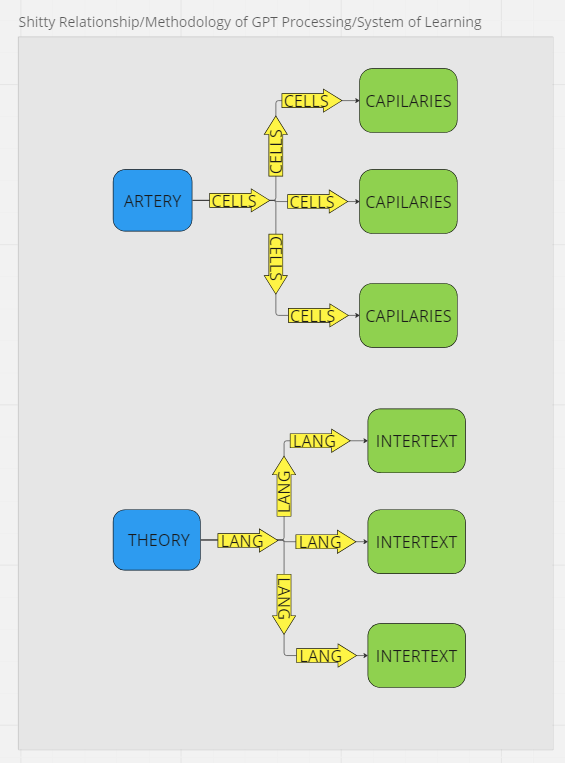 Shitty Relationship/Methodology of GPT Processing/System of Learning
CELLS
CAPILARIES
CELLS
ARTERY
CELLS
CELLS
CAPILARIES
CELLS
CELLS
CAPILARIES
LANG
INTERTEXT
LANG
THEORY
LANG
LANG
INTERTEXT
LANG
LANG
INTERTEXT